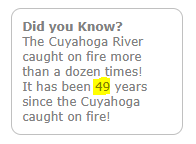 Did you Know?
The Cuyahoga River
caught on fire more
than a dozen times!
It has been 49 years
since the Cuyahoga
caught on fire!